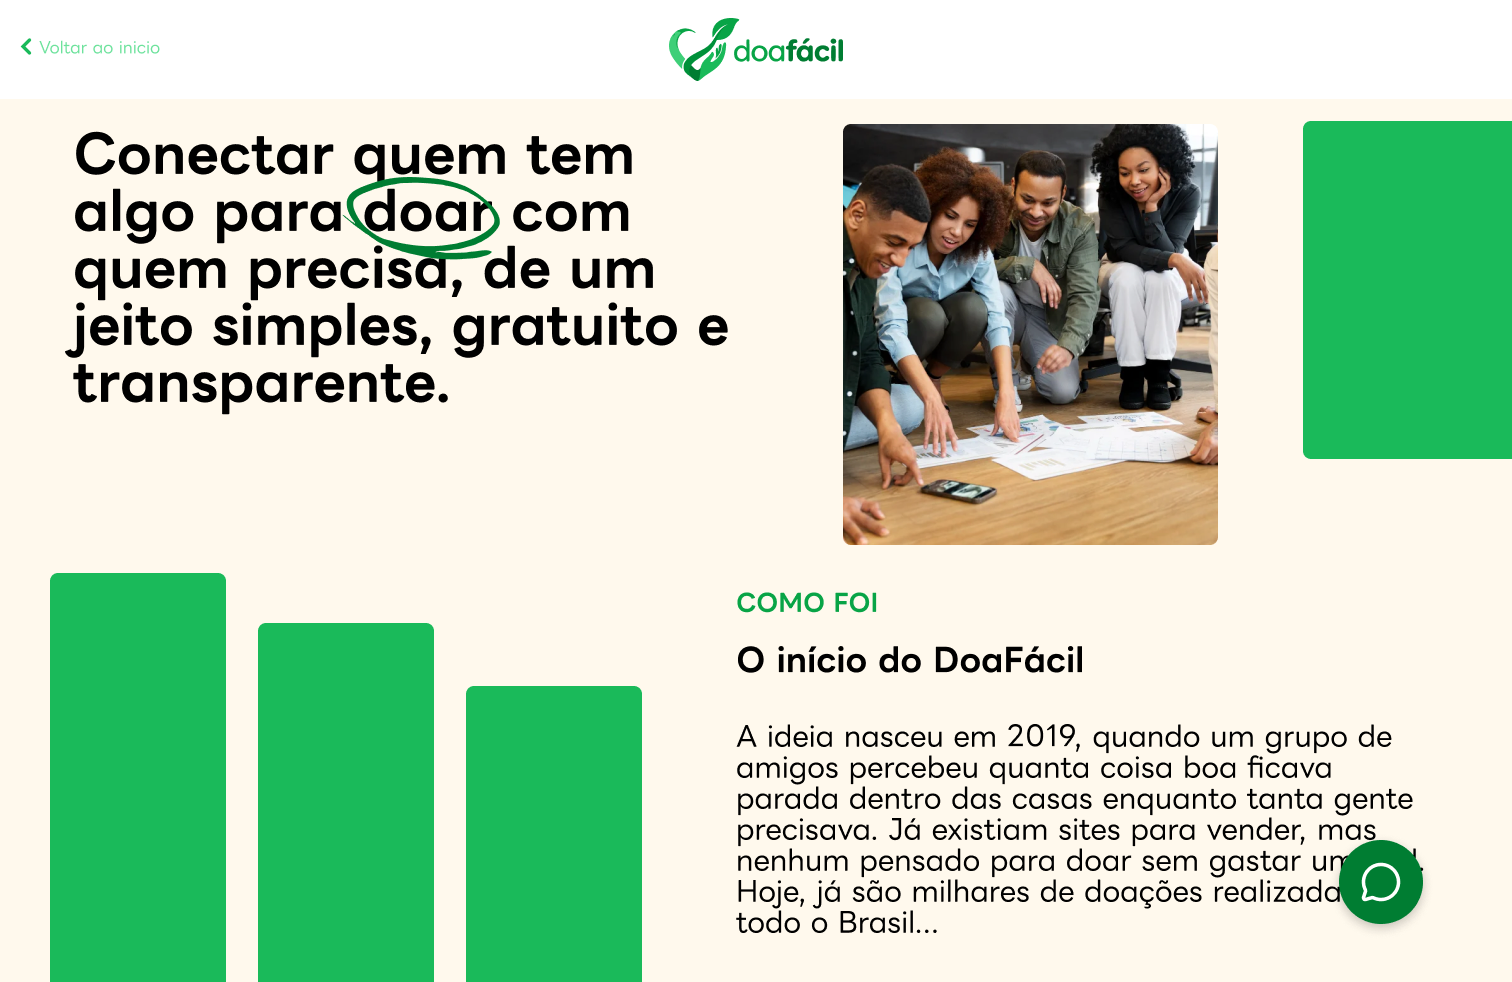 Voltar ao inicio
doafácil
Conectar quem tem
algo para doar com
quem precisa, de um
jeito simples, gratuito e
transparente.
COMO FOI
O início do DoaFácil
A ideia nasceu em 2019, quando um grupo de
amigos percebeu quanta coisa boa ficava
parada dentro das casas enquanto tanta gente
precisava. Já existiam sites para vender, mas
nenhum pensado para doar sem gastar
Hoje, já são milhares de doações
todo o Brasil...